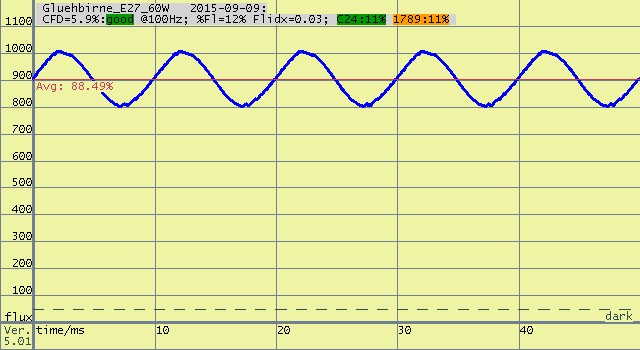 Gluehbirne_E27_60W 2015-09-09:
CFD=5.9%:good @100Hz; %Fl=12% Flidx=0.03; C24:11% 1789:11%
1100
1000
900
Avg: 88.49%
800
700
600
500
400
300
200
100
flux
dark
Ver. time/ms 10 20 30 40
5.01